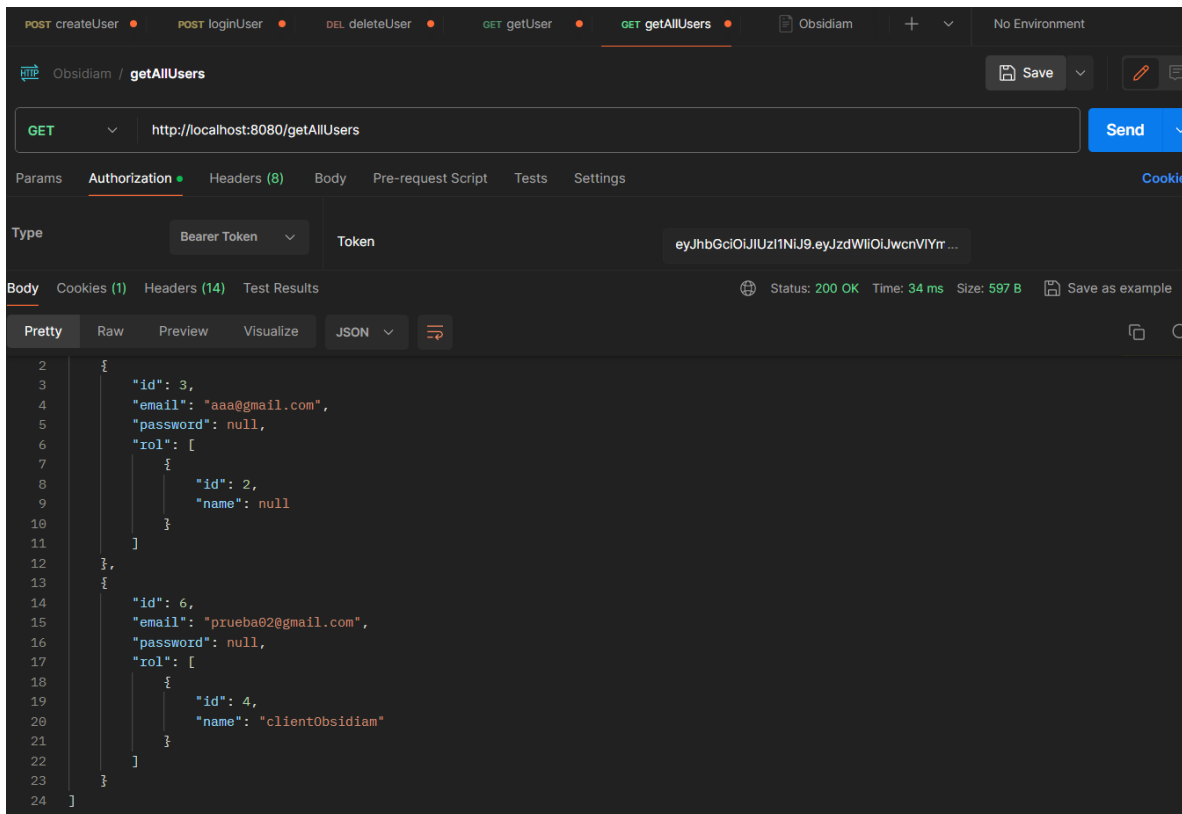 POST createUser POST loginUser DEL deleteUser GET getUser GET getAllUsers Obsidiam No Environment
HTTP Obsidiam / getAllUsers Save
GET http://localhost:8080/getAllUsers Send
Params Authorization Headers (8) Body Pre-request Script Tests Settings Cookie
Type Bearer Token Token eyJhbGciOiJIUzI1NiJ9.eyJzdWIiOiJwcnVlYm...
Body Cookies (1) Headers (14) Test Results Status: 200 OK Time: 34 ms Size: 597 B Save as example
Pretty Raw Preview Visualize JSON
2 {
3 "id": 3,
4 "email": "aaa@gmail.com",
5 "password": null,
6 "rol": [
7 {
8 "id": 2,
9 "name": null
10 }
11 ]
12 },
13 {
14 "id": 6,
15 "email": "prueba02@gmail.com",
16 "password": null,
17 "rol": [
18 {
19 "id": 4,
20 "name": "clientObsidiam"
21 }
22 ]
23 }
24 ]